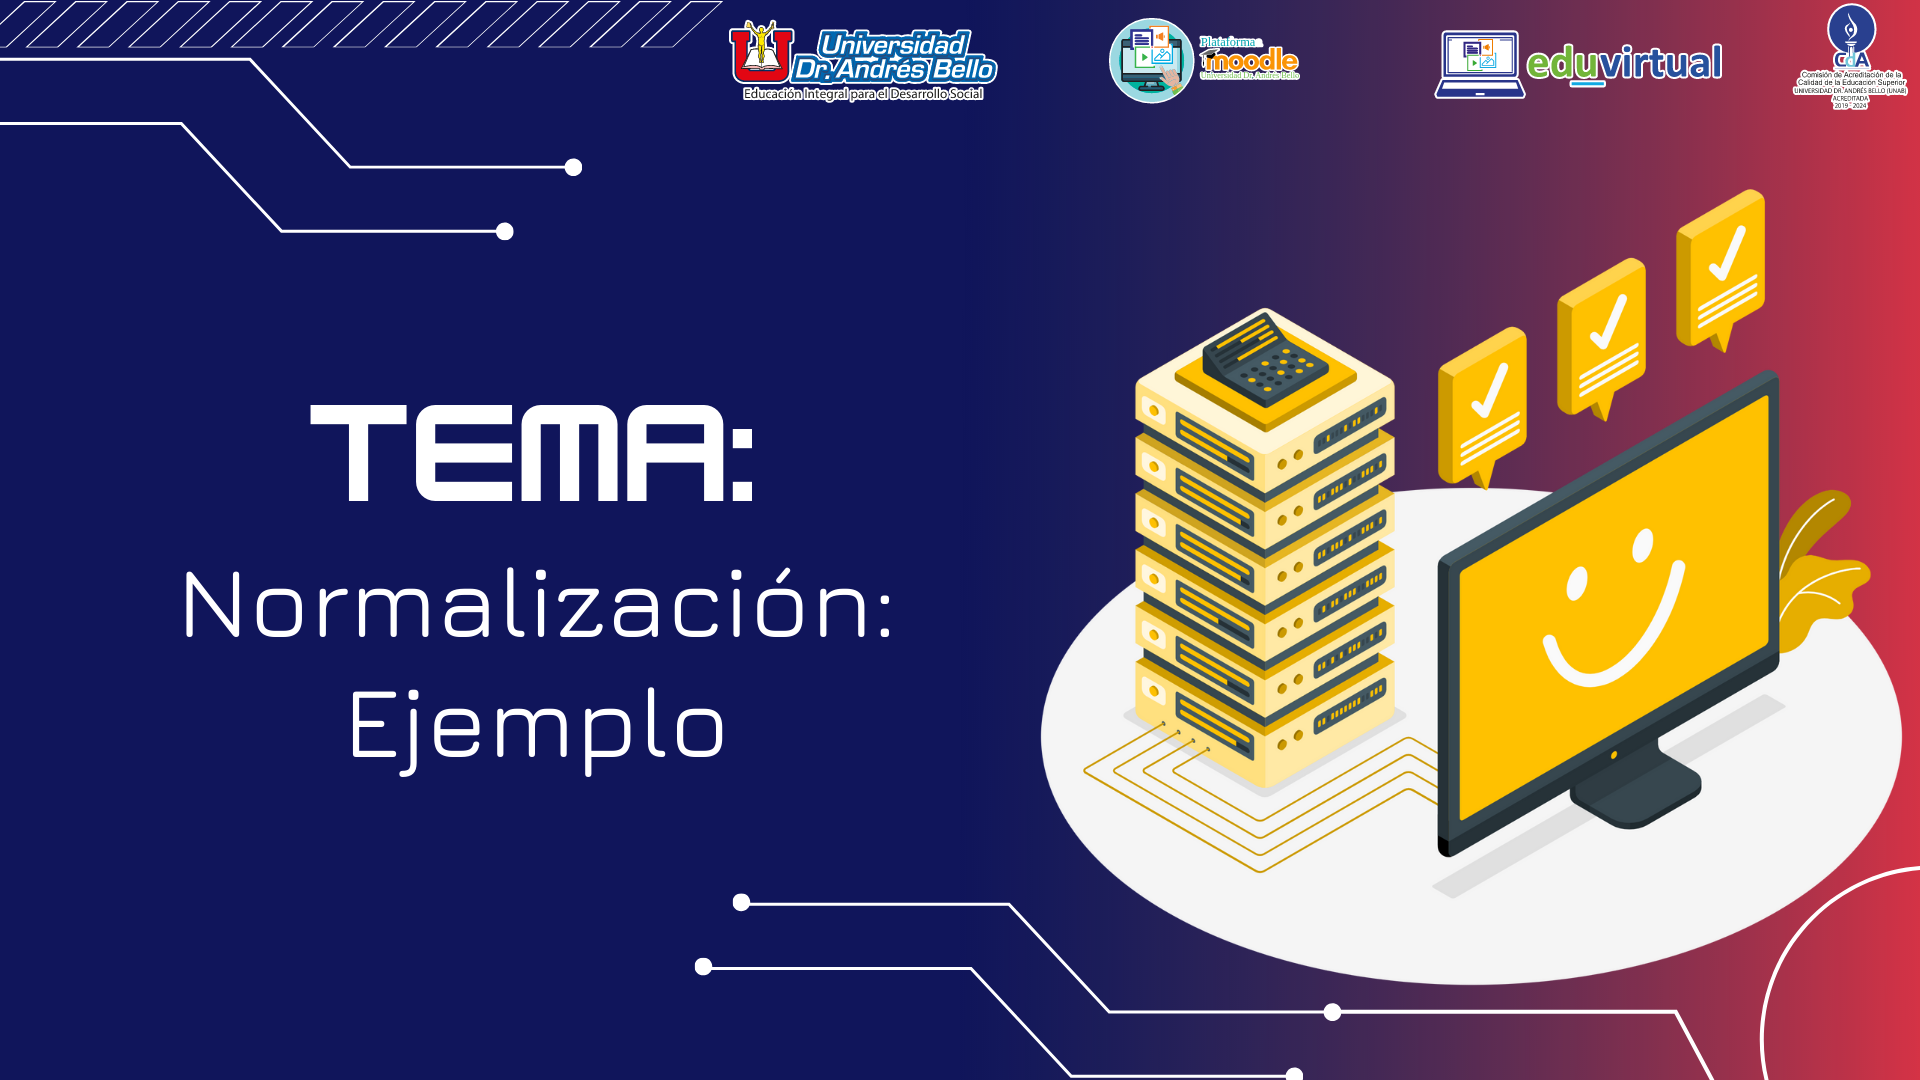 Universidad
Dr. Andrés Bello
Educación Integral para el Desarrollo Social
Plataforma
moodle
Universidad Dr. Andrés Bello
eduvirtual
CdA
Comisión de Acreditación de la
Calidad de la Educación Superior
UNIVERSIDAD DR. ANDRÉS BELLO (UNAB)
ACREDITADA
2019 - 2024
TEMA:
Normalización:
Ejemplo